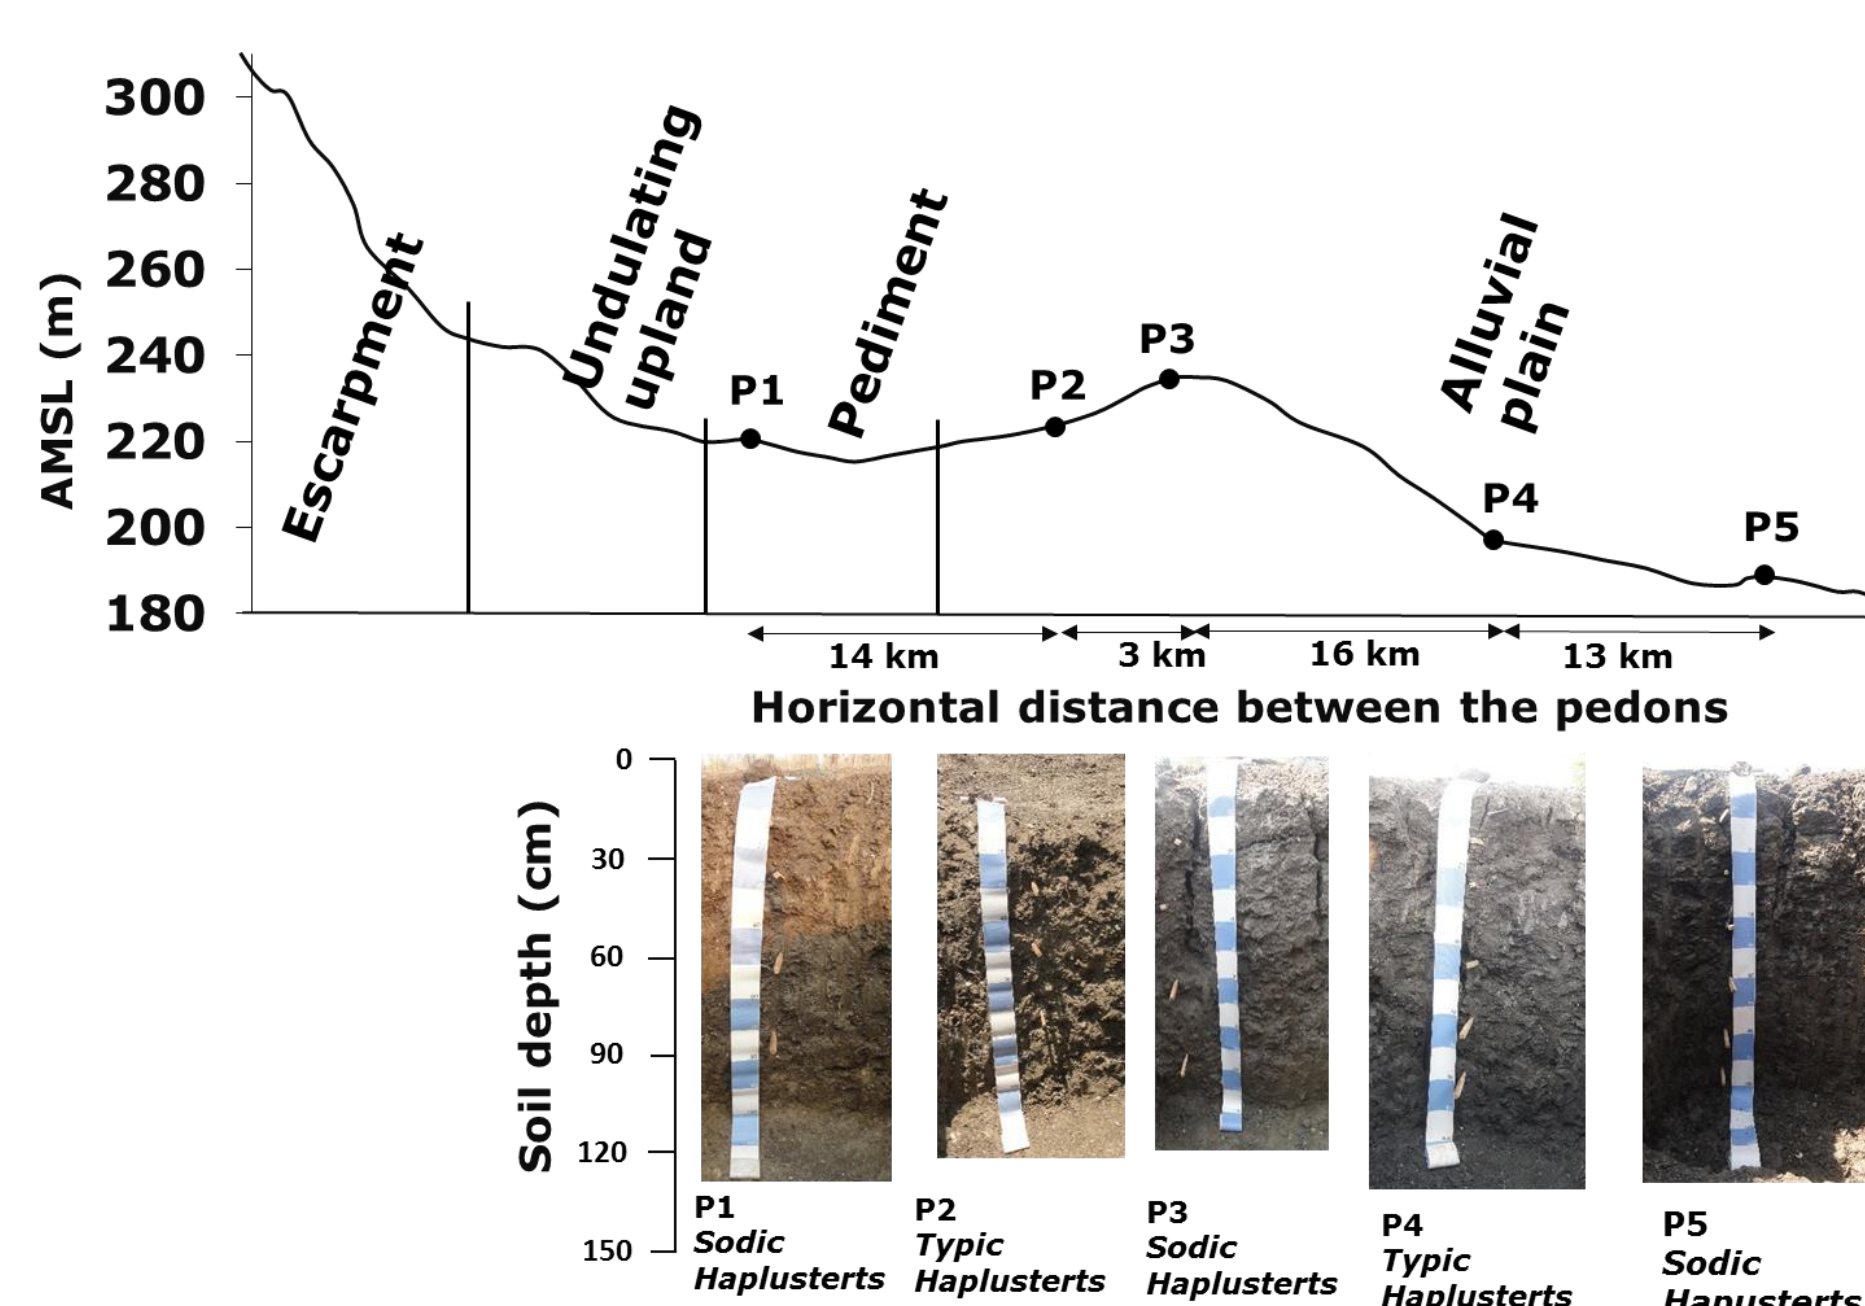 AMSL (m)
300
280
260
240
220
200
180
Escarpment
Undulating
upland
Pediment
Alluvial
plain
P1
P2
P3
P4
P5
14 km
3 km
16 km
13 km
Horizontal distance between the pedons
Soil depth (cm)
0
30
60
90
120
150
P1
Sodic
Haplusterts
P2
Typic
Haplusterts
P3
Sodic
Haplusterts
P4
Typic
Haplusterts
P5
Sodic
Hapusterts